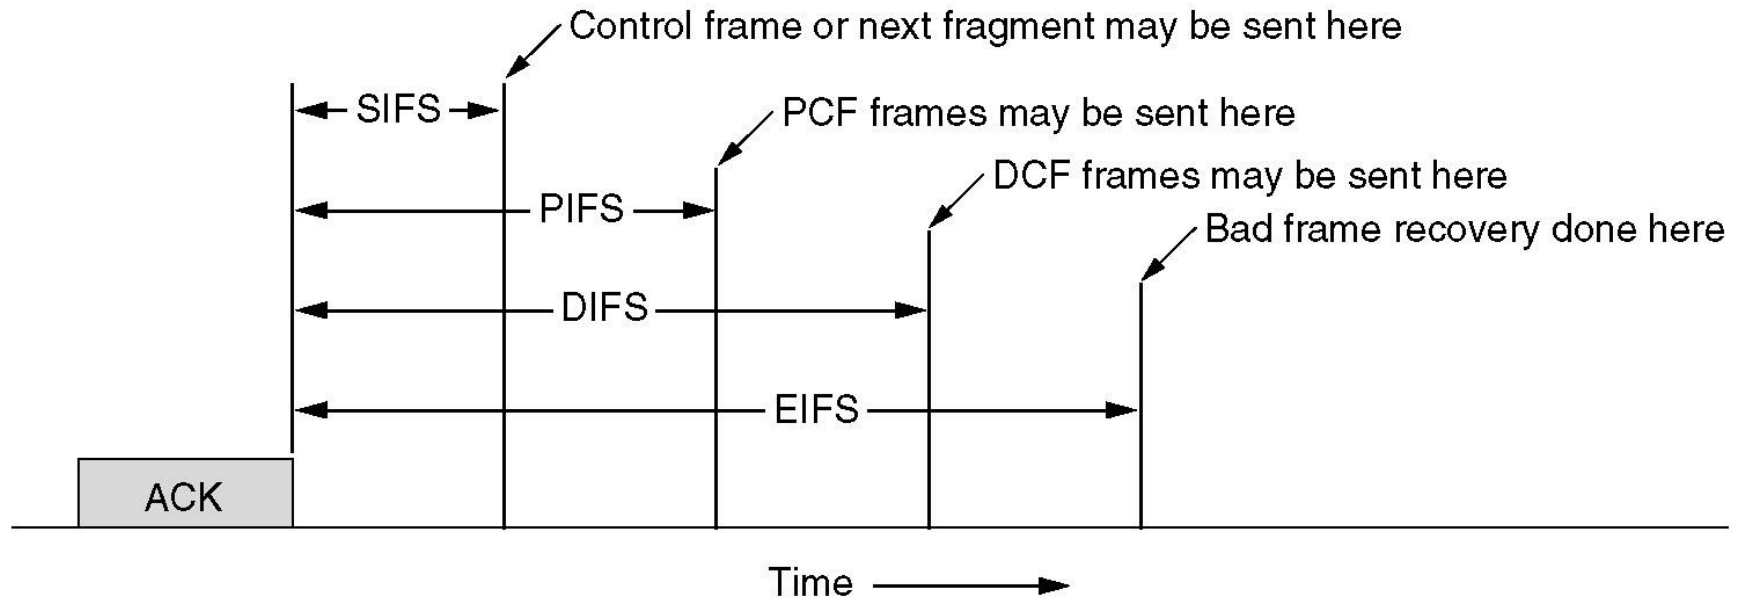 Control frame or next fragment may be sent here
SIFS
PCF frames may be sent here
DCF frames may be sent here
PIFS
Bad frame recovery done here
DIFS
EIFS
ACK
Time